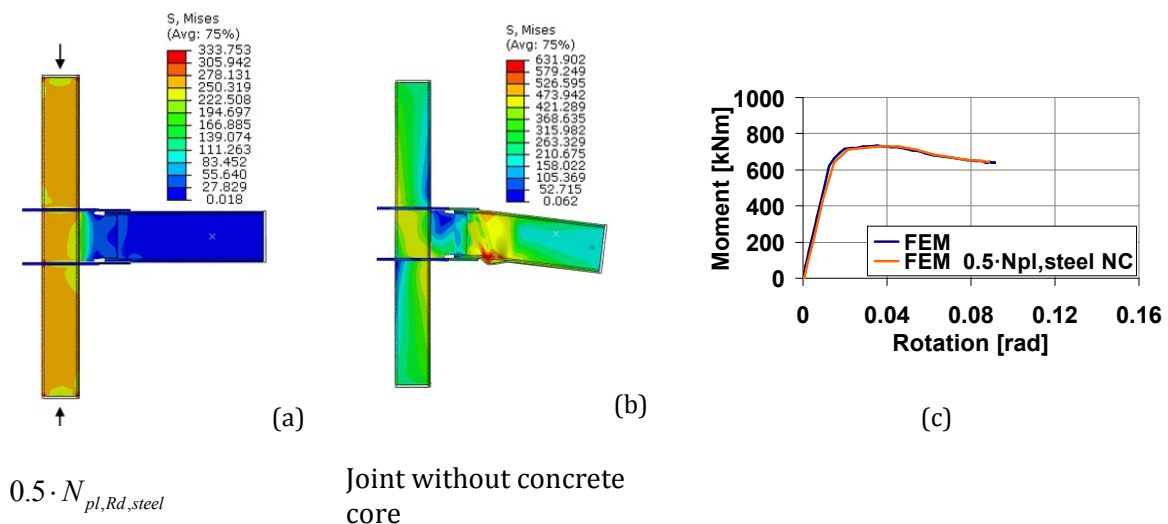 S, Mises
(Avg: 75%)
333.753
305.942
278.131
250.319
222.508
194.697
166.885
139.074
111.263
83.452
55.640
27.829
0.018
(a)
S, Mises
(Avg: 75%)
631.902
579.249
526.595
473.942
421.289
368.635
315.982
263.329
210.675
158.022
105.369
52.715
0.062
(b)
Moment [kNm]
1000
800
600
400
200
0
FEM
FEM 0.5·Npl,steel NC
0 0.04 0.08 0.12 0.16
Rotation [rad]
(c)
0.5 · N_{pl,Rd,steel}
Joint without concrete
core